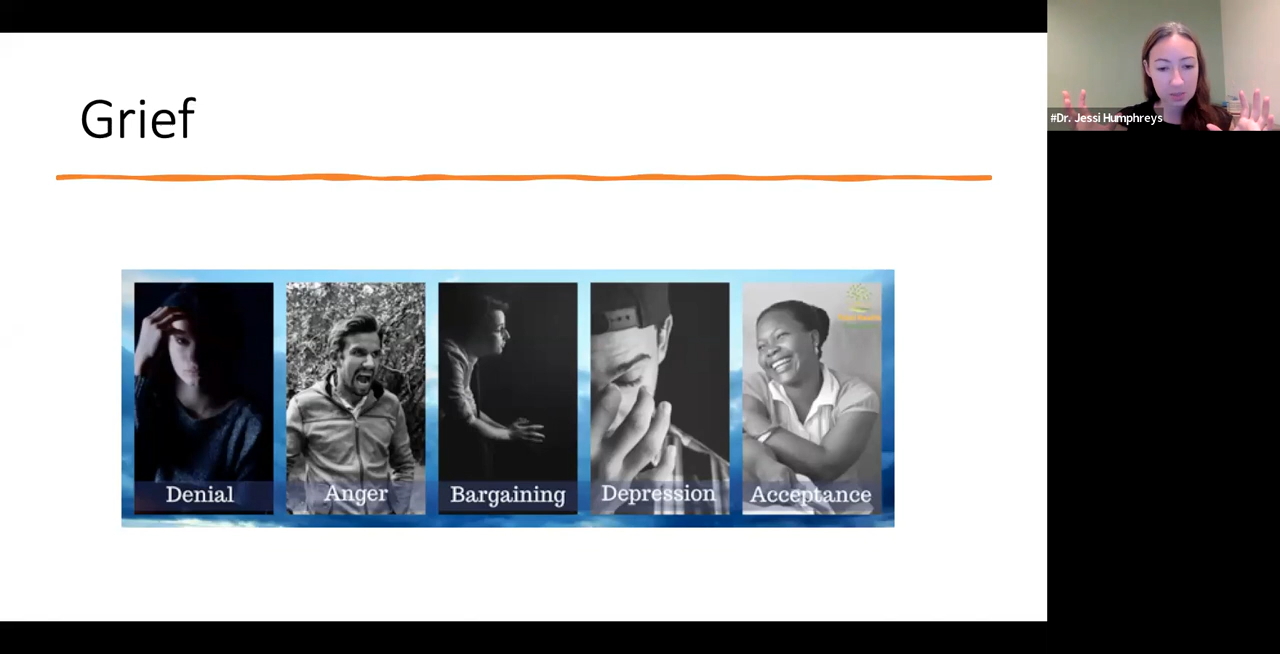 Grief
Denial
Anger
Bargaining
Depression
Acceptance
#Dr. Jessi Humphreys